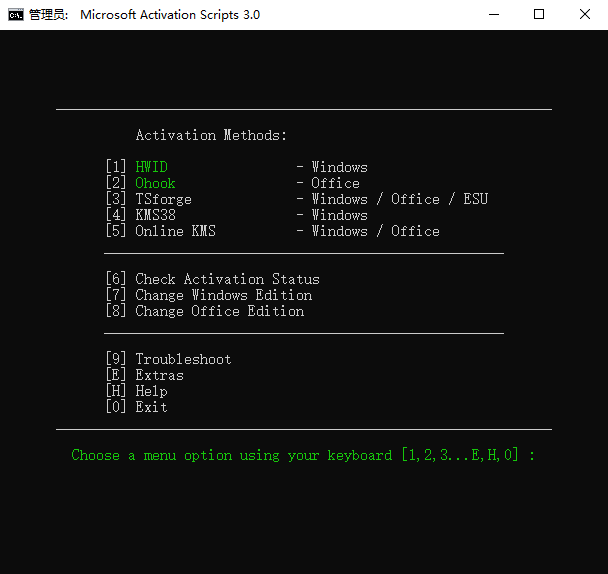 管理员: Microsoft Activation Scripts 3.0
Activation Methods:
[1] HWID - Windows
[2] Ohook - Office
[3] TSforge - Windows / Office / ESU
[4] KMS38 - Windows
[5] Online KMS - Windows / Office
[6] Check Activation Status
[7] Change Windows Edition
[8] Change Office Edition
[9] Troubleshoot
[E] Extras
[H] Help
[0] Exit
Choose a menu option using your keyboard [1,2,3...E,H,0] :